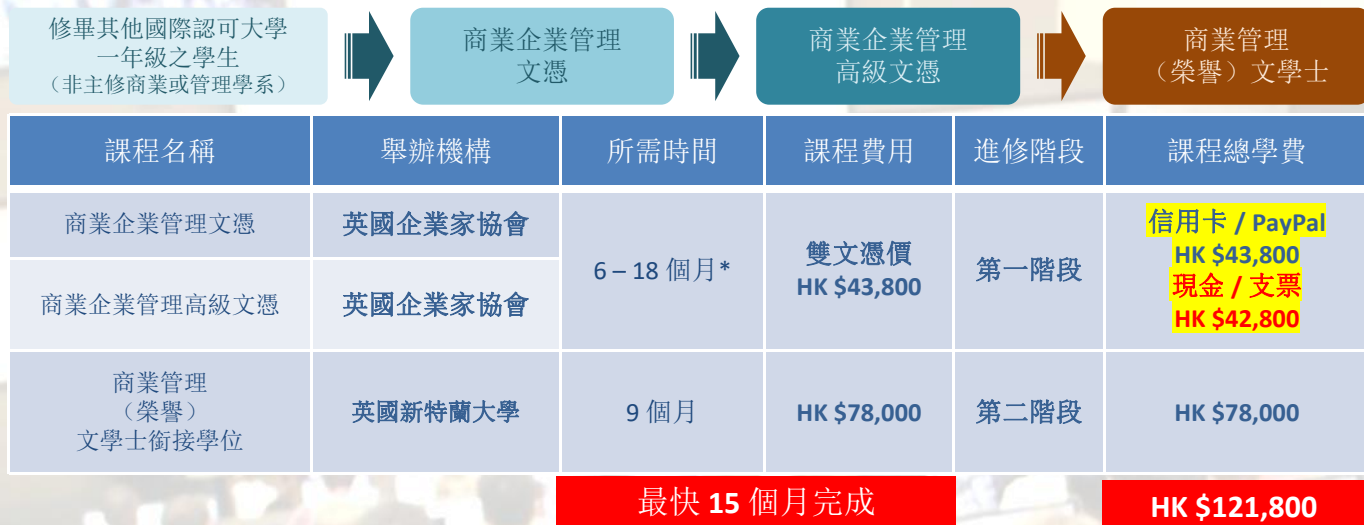 修畢其他國際認可大學
一年級之學生
（非主修商業或管理學系）
商業企業管理
文憑
商業企業管理
高級文憑
商業管理
（榮譽）文學士
課程名稱
舉辦機構
所需時間
課程費用
進修階段
課程總學費
商業企業管理文憑
英國企業家協會
6 – 18 個月*
雙文憑價
HK $43,800
第一階段
信用卡 / PayPal
HK $43,800
現金 / 支票
HK $42,800
商業企業管理高級文憑
英國企業家協會
商業管理
（榮譽）
文學士銜接學位
英國新特蘭大學
9 個月
HK $78,000
第二階段
HK $78,000
最快 15 個月完成
HK $121,800